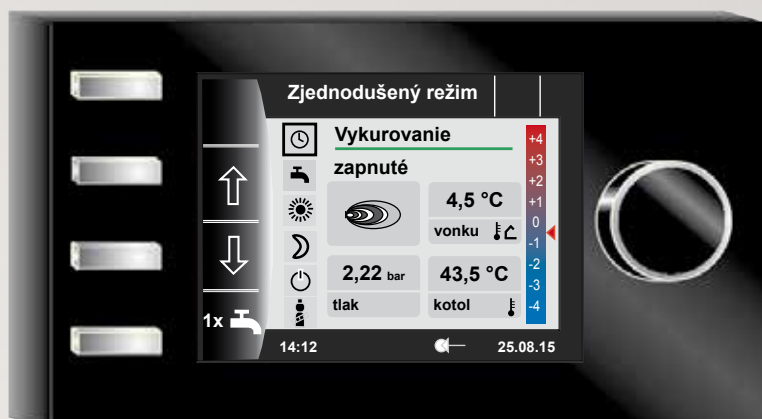 Zjednodušený režim
Vykurovanie
zapnuté
4,5 °C
vonku
2,22 bar
tlak
43,5 °C
kotol
+4
+3
+2
+1
0
-1
-2
-3
-4
1x
14:12
25.08.15